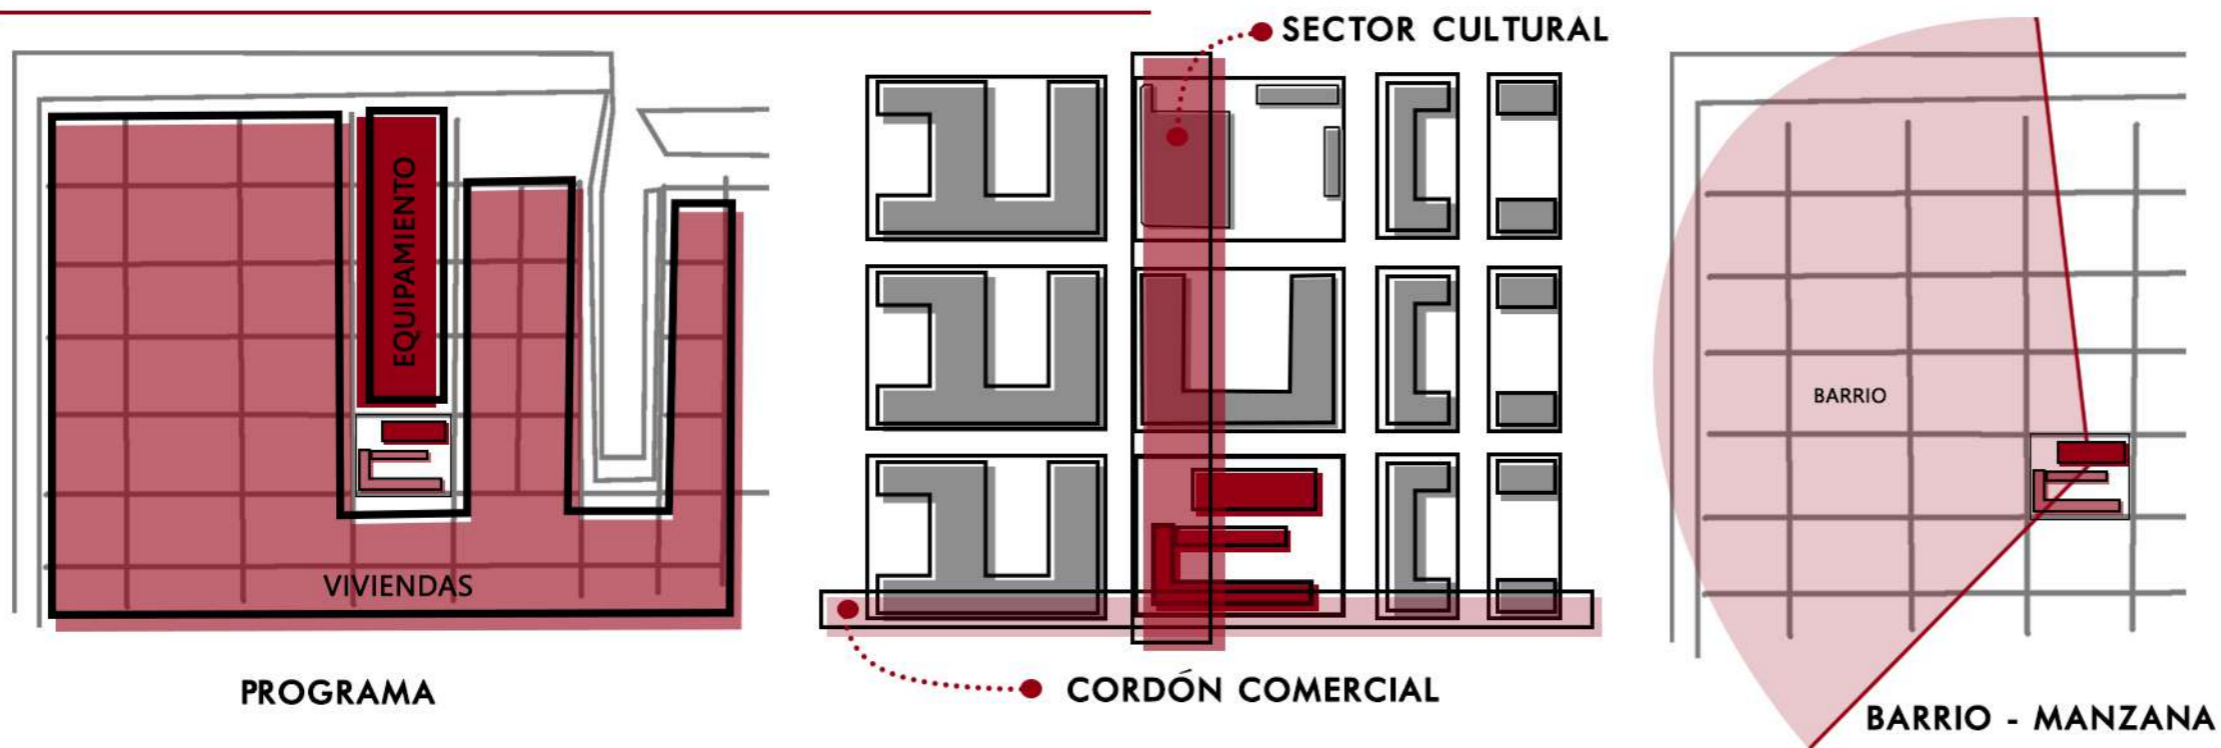 EQUIPAMIENTO
VIVIENDAS
PROGRAMA
SECTOR CULTURAL
CORDÓN COMERCIAL
BARRIO
BARRIO - MANZANA